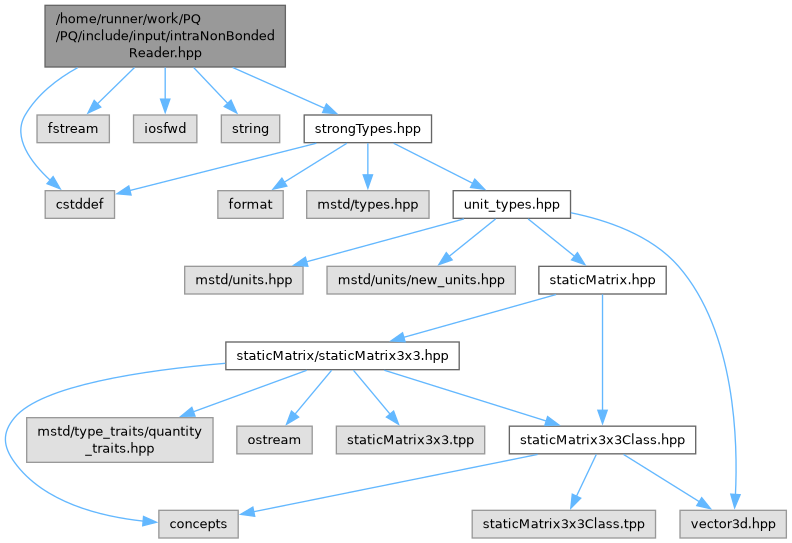 /home/runner/work/PQ
/PQ/include/input/intraNonBonded
Reader.hpp
fstream
iosfwd
string
strongTypes.hpp
cstddef
format
mstd/types.hpp
unit_types.hpp
mstd/units.hpp
mstd/units/new_units.hpp
staticMatrix.hpp
staticMatrix/staticMatrix3x3.hpp
mstd/type_traits/quantity
_traits.hpp
ostream
staticMatrix3x3.tpp
staticMatrix3x3Class.hpp
concepts
staticMatrix3x3Class.tpp
vector3d.hpp